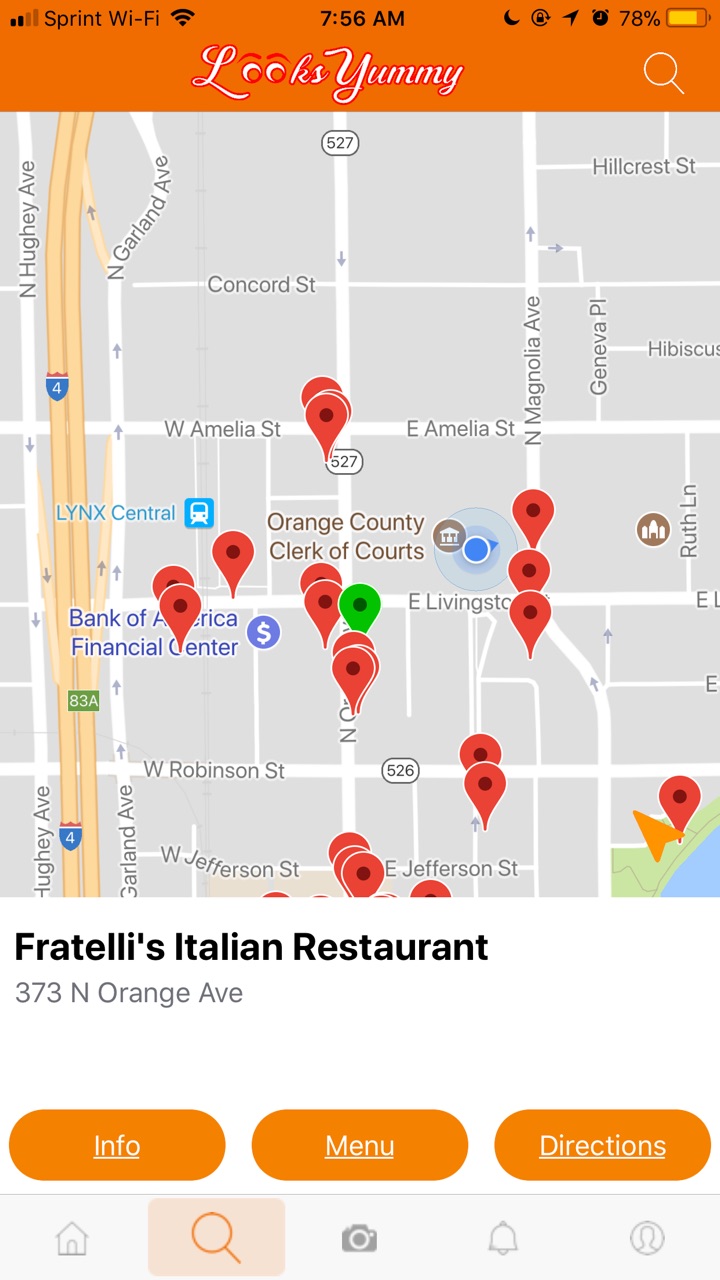 Sprint Wi-Fi 7:56 AM 78%
LooksYummy
527
Hillcrest St
N Hughey Ave
N Garland Ave
Concord St
N Magnolia Ave
Geneva Pl
Hibiscus
4
W Amelia St
E Amelia St
527
LYNX Central
Orange County
Clerk of Courts
Ruth Ln
E Livingsto
E L
Bank of A erica
Financial Center
$
83A
E
N O
W Robinson St
526
Hughey Ave
Garland Ave
4
W Jefferson St
E Jefferson St
Fratelli's Italian Restaurant
373 N Orange Ave
Info
Menu
Directions